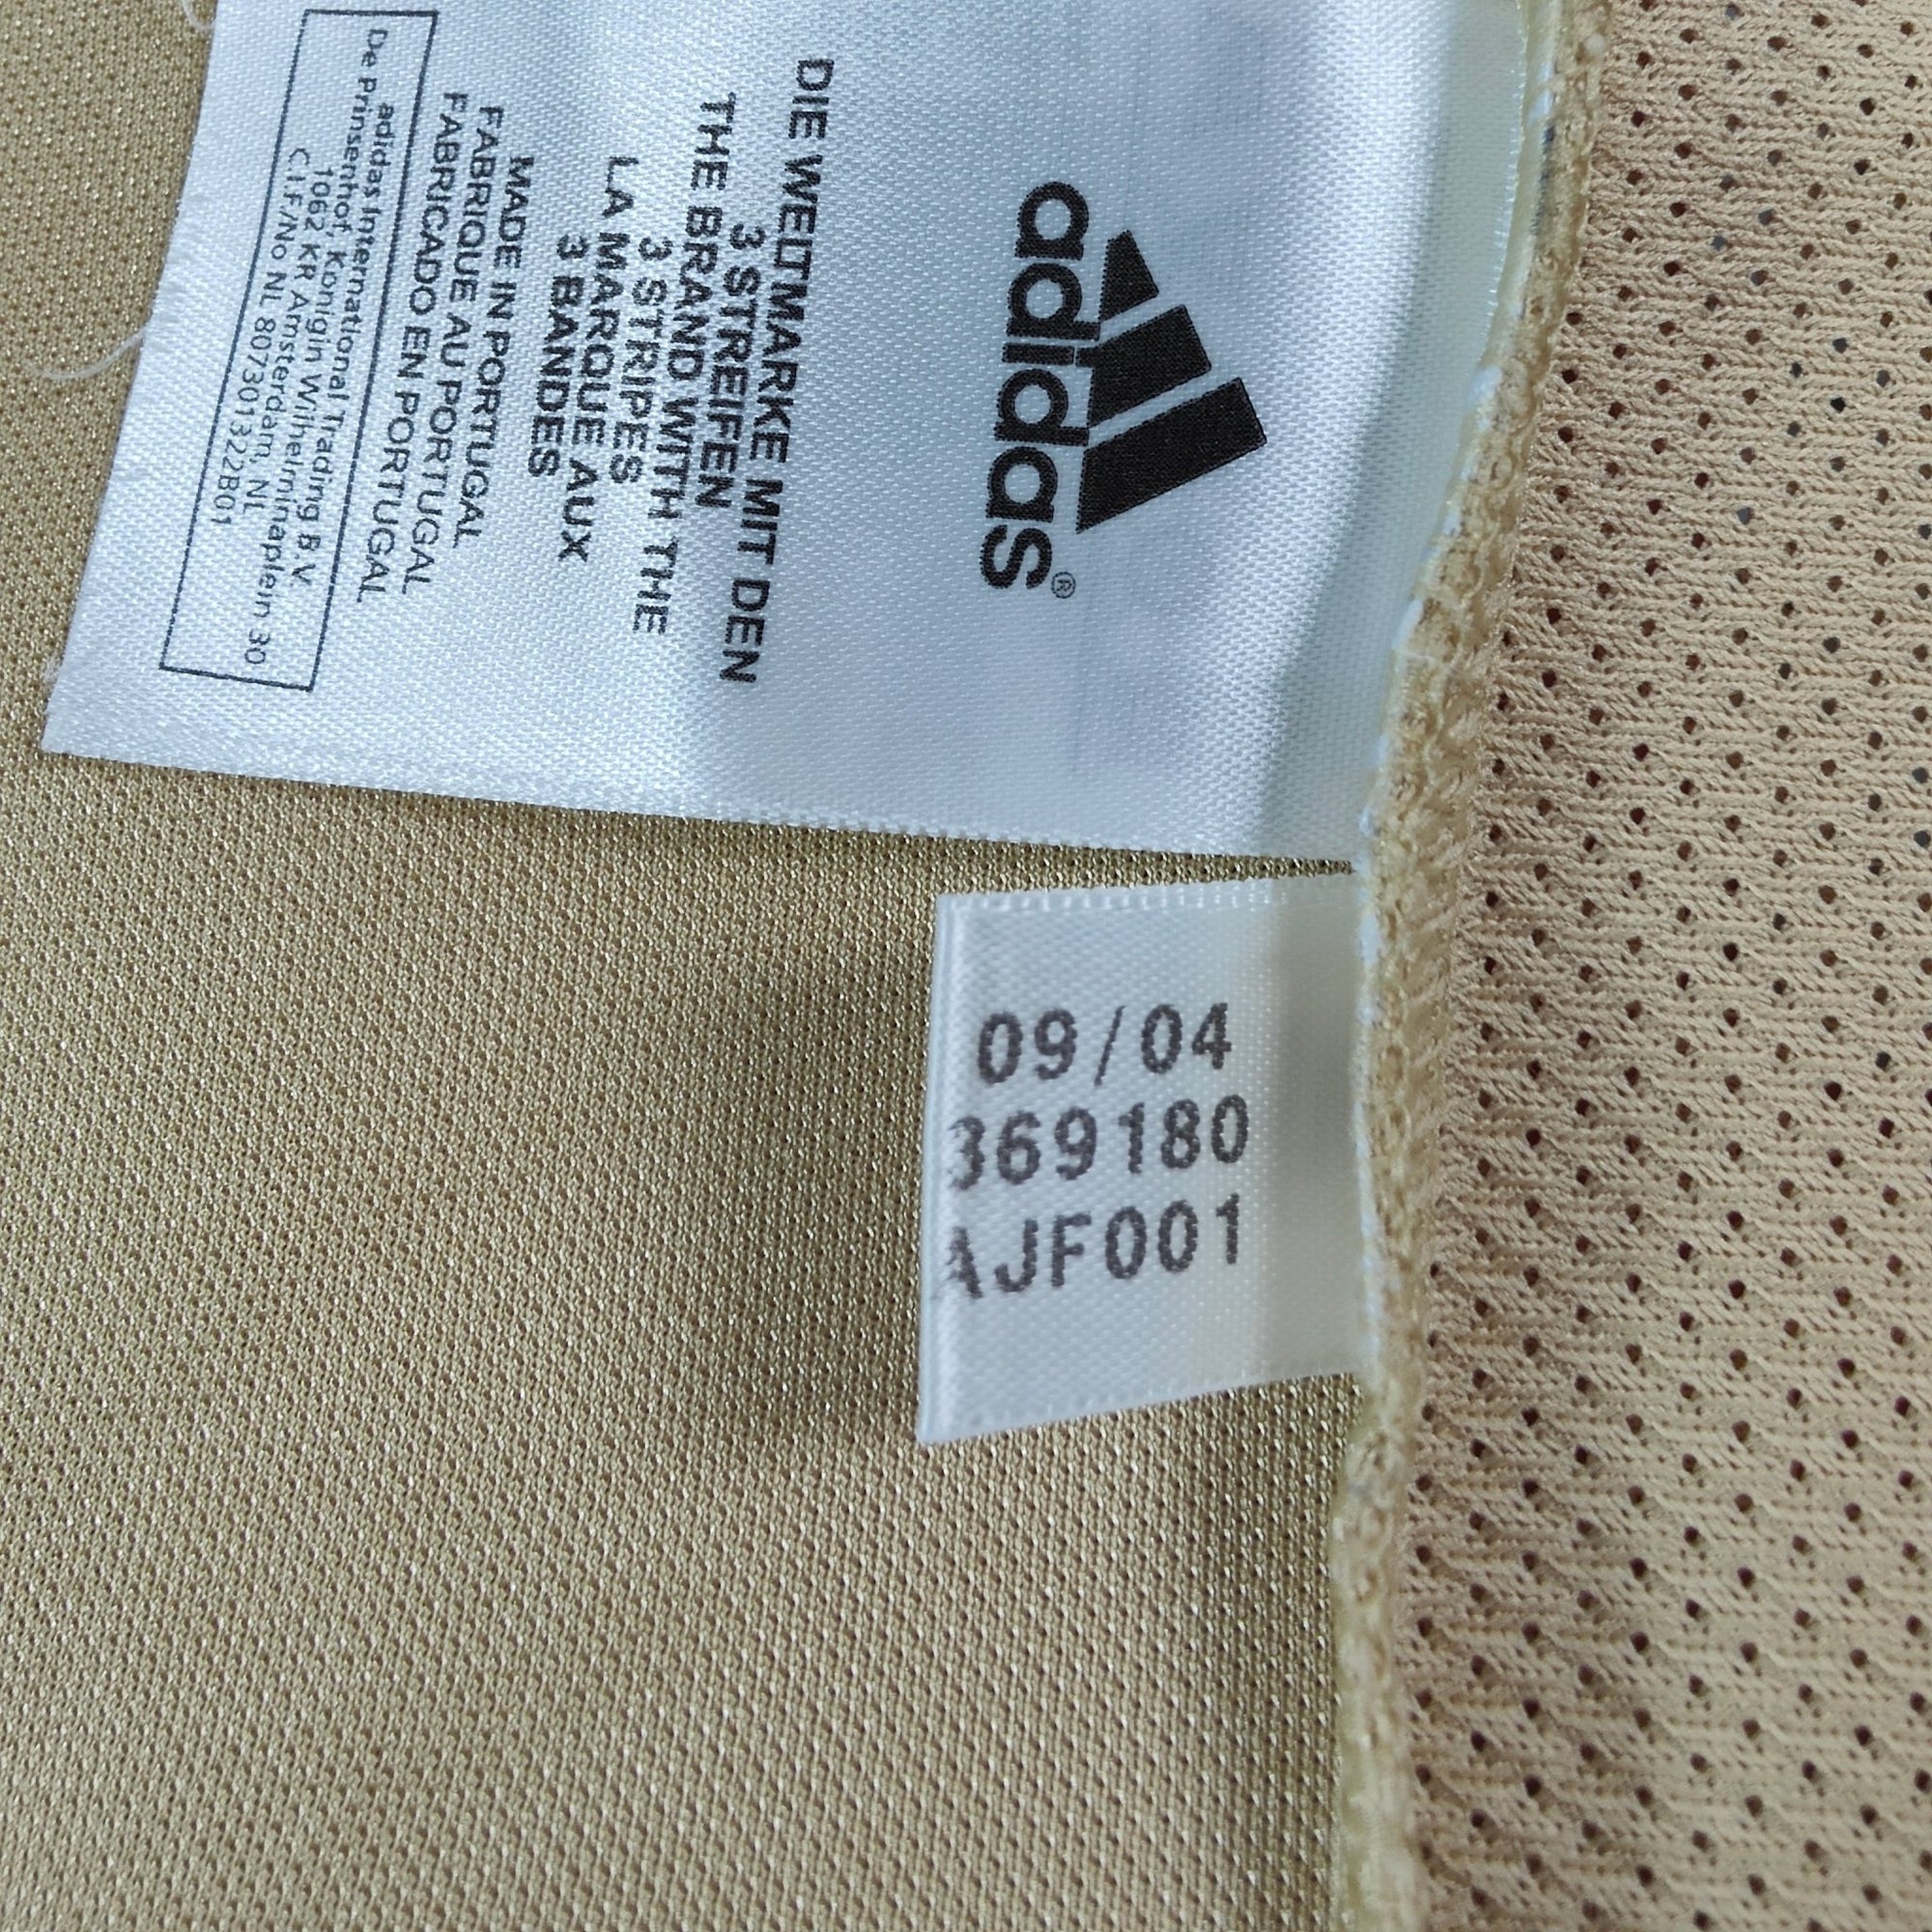 adidas®
DIE WELTMARKE MIT DEN
3 STREIFEN
THE BRAND WITH THE
3 STRIPES
LA MARQUE AUX
3 BANDES
MADE IN PORTUGAL
FABRIQUE AU PORTUGAL
FABRICADO EN PORTUGAL
adidas International Trading B.V.
De Prinsenhof, Konigin Wilhelminaplein 30
1062 KR Amsterdam, NL
C.I.F/No NL 807301322B01
09/04
369180
AJF001